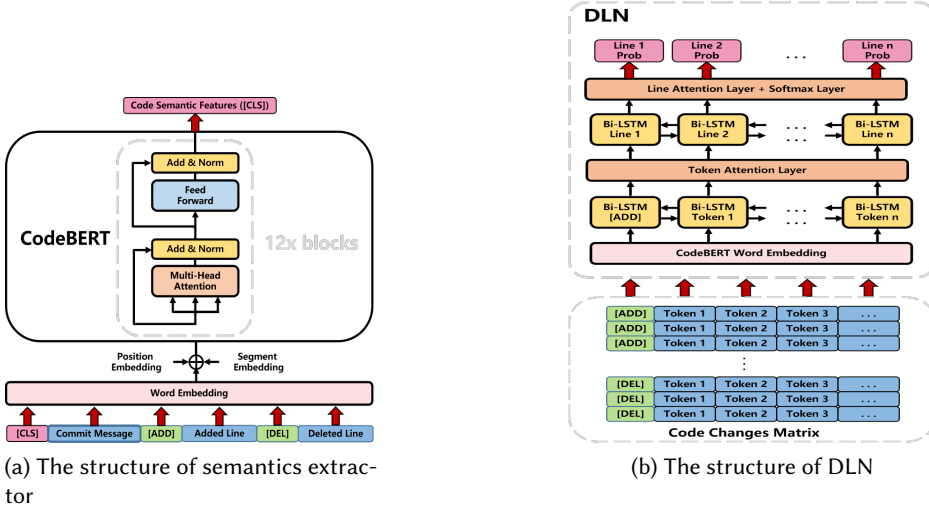 Code Semantic Features ([CLS])
Add & Norm
Feed
Forward
CodeBERT
12x blocks
Add & Norm
Multi-Head
Attention
Position
Embedding
Segment
Embedding
Word Embedding
[CLS] Commit Message [ADD] Added Line [DEL] Deleted Line
(a) The structure of semantics extrac-
tor
DLN
Line 1
Prob
Line 2
Prob
. . .
Line n
Prob
Line Attention Layer + Softmax Layer
Bi-LSTM
Line 1
Bi-LSTM
Line 2
. . .
. . .
Bi-LSTM
Line n
Token Attention Layer
Bi-LSTM
[ADD]
Bi-LSTM
Token 1
. . .
. . .
Bi-LSTM
Token n
CodeBERT Word Embedding
[ADD] Token 1 Token 2 Token 3 . . .
[ADD] Token 1 Token 2 Token 3
[ADD] Token 1 Token 2 Token 3 . . .
⋮
[DEL] Token 1 Token 2 Token 3 . . .
[DEL] Token 1 Token 2 Token 3 . . .
[DEL] Token 1 Token 2 Token 3 . . .
Code Changes Matrix
(b) The structure of DLN